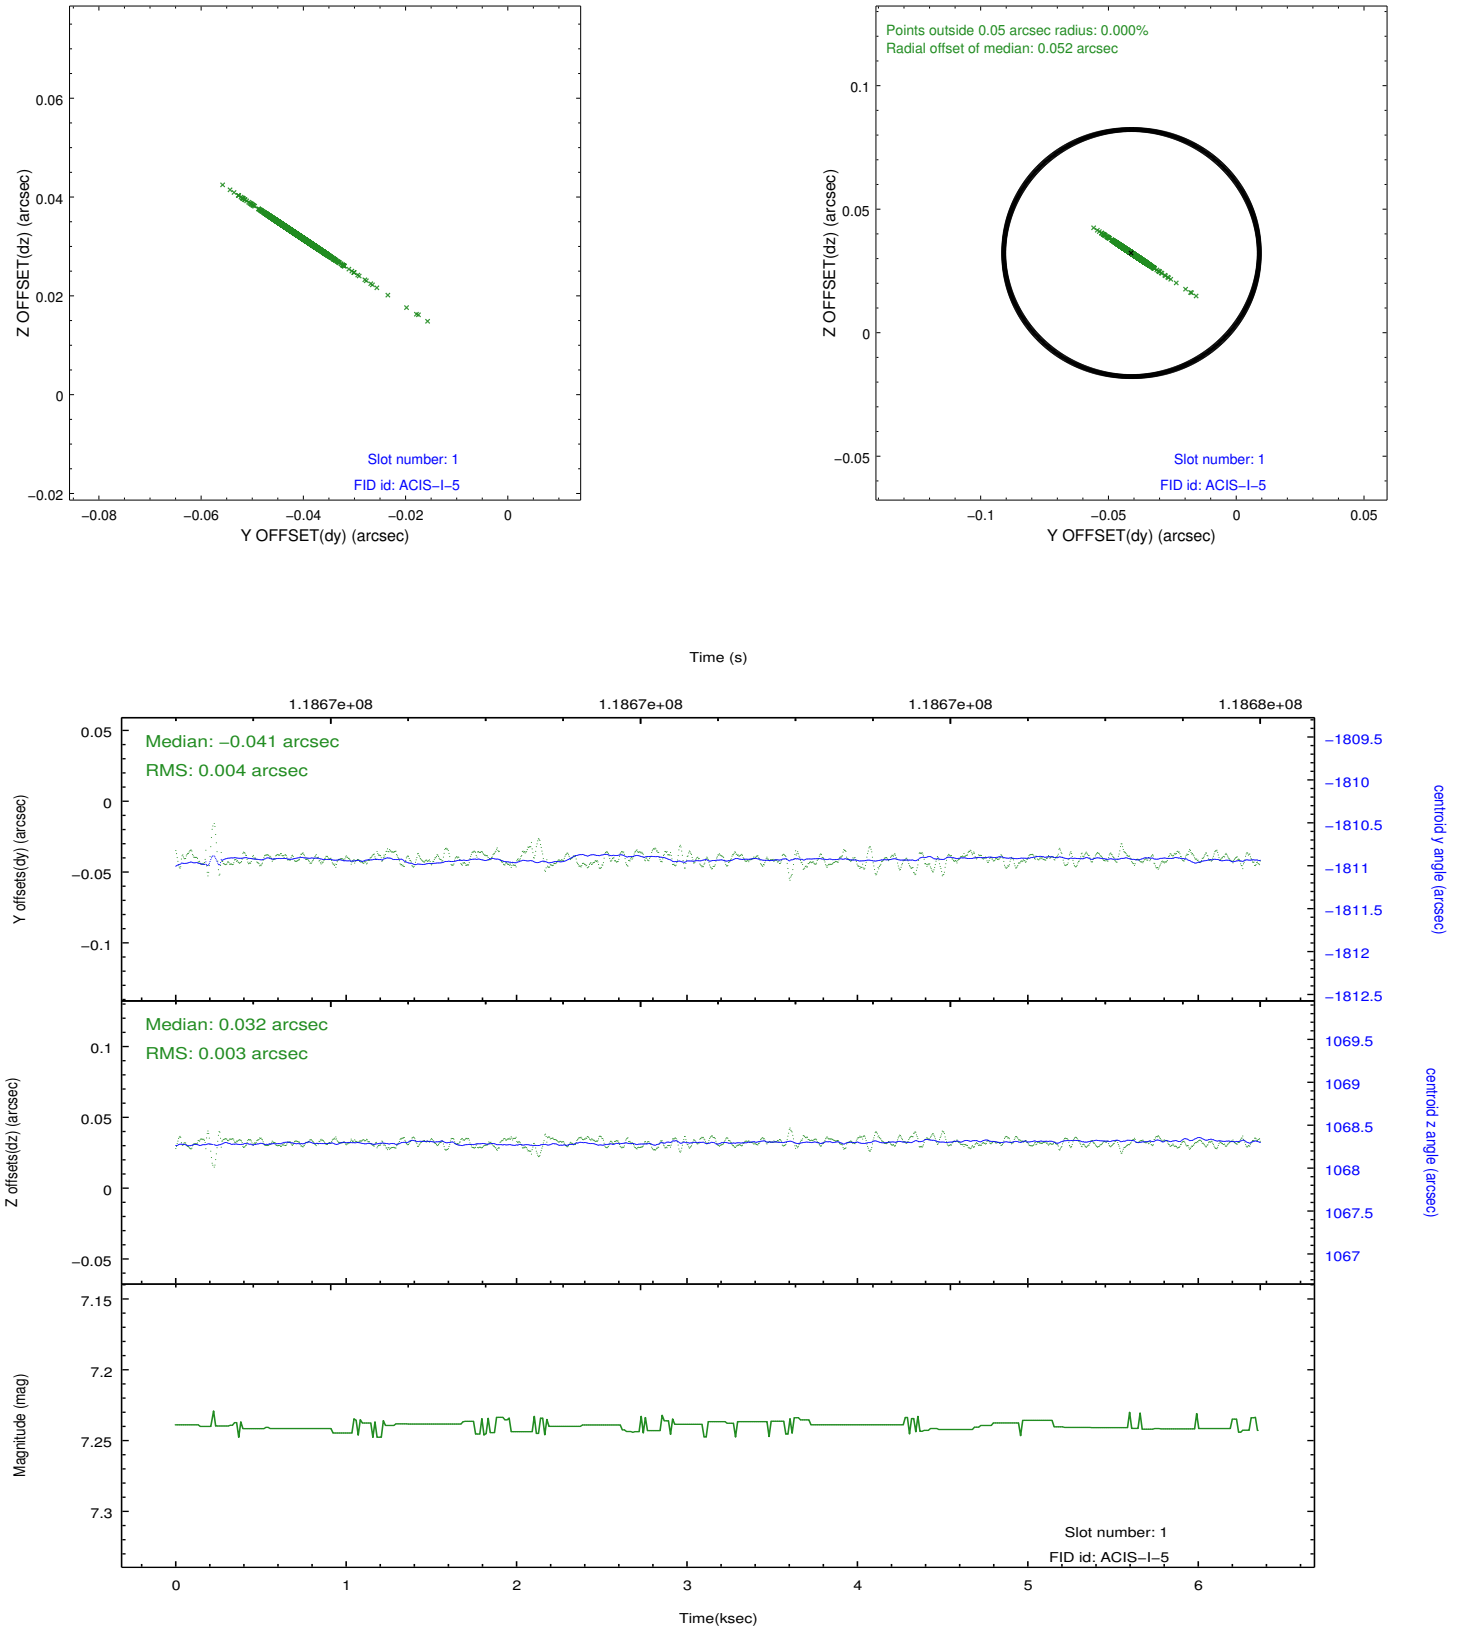 0.06
0.04
0.02
0
−0.02
Z OFFSET(dz) (arcsec)
Slot number: 1
FID id: ACIS−I−5
−0.08 −0.06 −0.04 −0.02 0
Y OFFSET(dy) (arcsec)
Points outside 0.05 arcsec radius: 0.000%
Radial offset of median: 0.052 arcsec
0.1
0.05
0
−0.05
Z OFFSET(dz) (arcsec)
Slot number: 1
FID id: ACIS−I−5
−0.1 −0.05 0 0.05
Y OFFSET(dy) (arcsec)
Time (s)
1.1867e+08 1.1867e+08 1.1867e+08 1.1868e+08
Median: −0.041 arcsec
RMS: 0.004 arcsec
0.05
0
−0.05
−0.1
Y offsets(dy) (arcsec)
−1809.5
−1810
−1810.5
−1811
−1811.5
−1812
−1812.5
centroid y angle (arcsec)
Median: 0.032 arcsec
RMS: 0.003 arcsec
0.1
0.05
0
−0.05
Z offsets(dz) (arcsec)
1069.5
1069
1068.5
1068
1067.5
1067
centroid z angle (arcsec)
7.15
7.2
7.25
7.3
Magnitude (mag)
Slot number: 1
FID id: ACIS−I−5
0 1 2 3 4 5 6
Time(ksec)